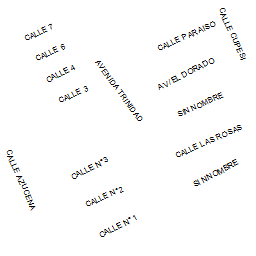 CALLE 7
CALLE 6
CALLE 4
CALLE 3
AVENIDA TRINIDAD
CALLE PARAISO
CALLE CUPESI
AV/ EL DORADO
SIN NOMBRE
CALLE LAS ROSAS
SIN NOMBRE
CALLE AZUCENA
CALLE N°3
CALLE N°2
CALLE N° 1